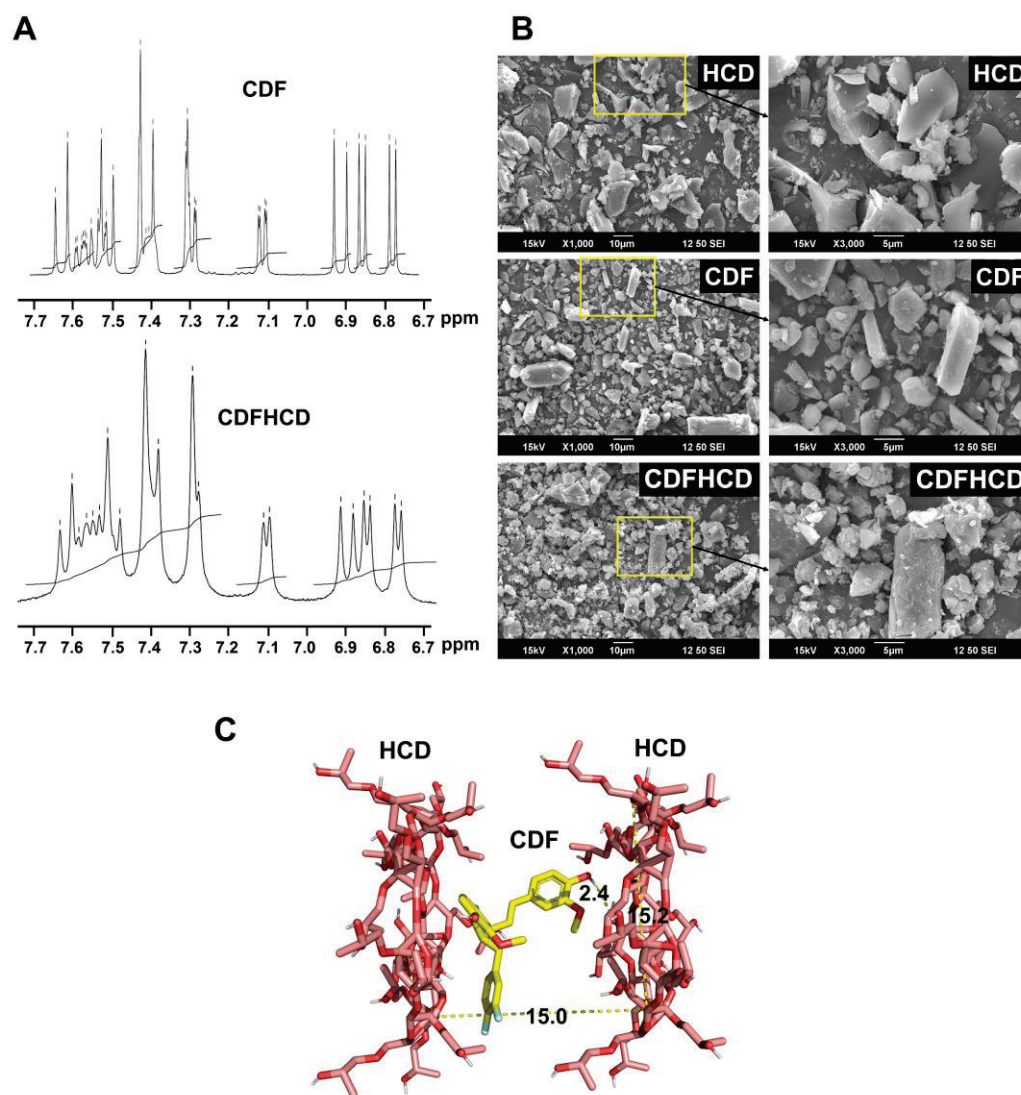 A
CDF
7.7 7.6 7.5 7.4 7.3 7.2 7.1 6.9 6.8 6.7 ppm
CDFHCD
7.7 7.6 7.5 7.4 7.3 7.2 7.1 6.9 6.8 6.7 ppm
B
HCD
15kV X1,000 10µm 12 50 SEI
HCD
15kV X3,000 5µm 12 50 SEI
CDF
15kV X1,000 10µm 12 50 SEI
CDF
15kV X3,000 5µm 12 50 SEI
CDFHCD
15kV X1,000 10µm 12 50 SEI
CDFHCD
15kV X3,000 5µm 12 50 SEI
C
HCD
HCD
CDF
2.4
15.2
15.0